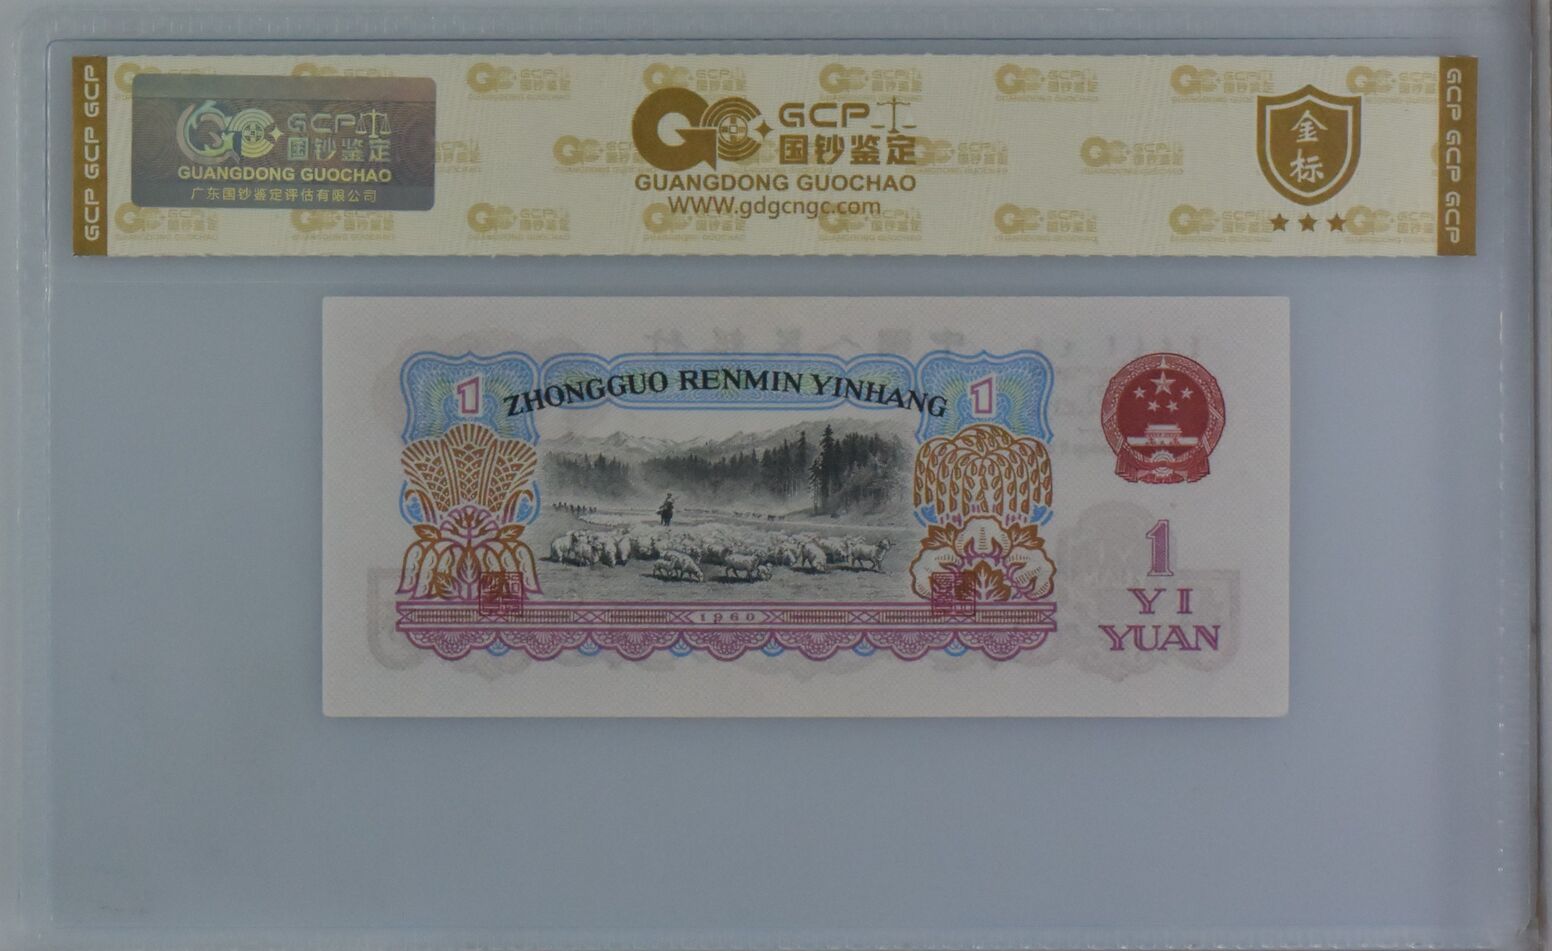 GCP GCP GCP
GCP
国钞鉴定
GUANGDONG GUOCHAO
广东国钞鉴定评估有限公司
GCP
国钞鉴定
GUANGDONG GUOCHAO
WWW.gdgcngc.com
金
标
GCP GCP GCP
1
ZHONGGUO RENMIN YINHANG
1
1960
1
YI
YUAN